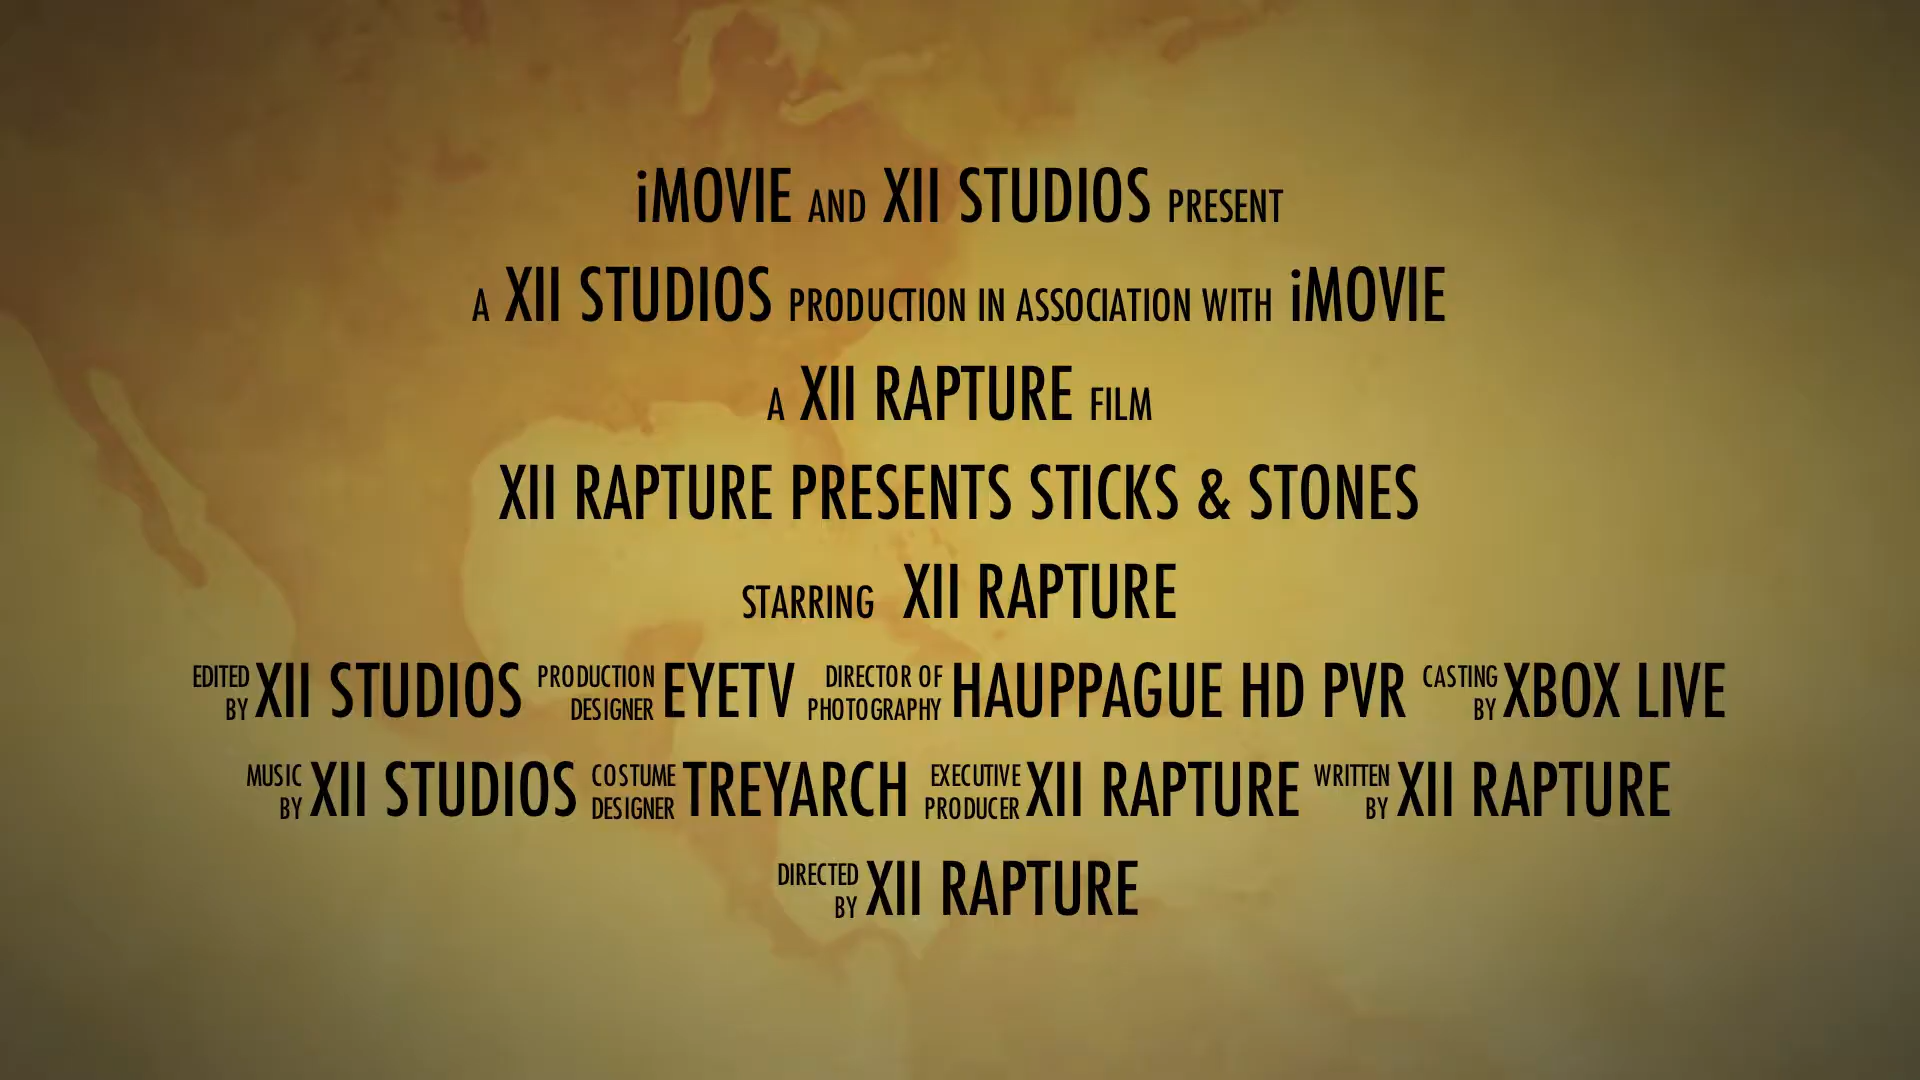 iMOVIE AND XII STUDIOS PRESENT
A XII STUDIOS PRODUCTION IN ASSOCIATION WITH iMOVIE
A XII RAPTURE FILM
XII RAPTURE PRESENTS STICKS & STONES
STARRING XII RAPTURE
EDITED BY XII STUDIOS PRODUCTION DESIGNER EYETV DIRECTOR OF PHOTOGRAPHY HAUPPAGUE HD PVR CASTING BY XBOX LIVE
MUSIC BY XII STUDIOS COSTUME DESIGNER TREYARCH EXECUTIVE PRODUCER XII RAPTURE WRITTEN BY XII RAPTURE
DIRECTED BY XII RAPTURE